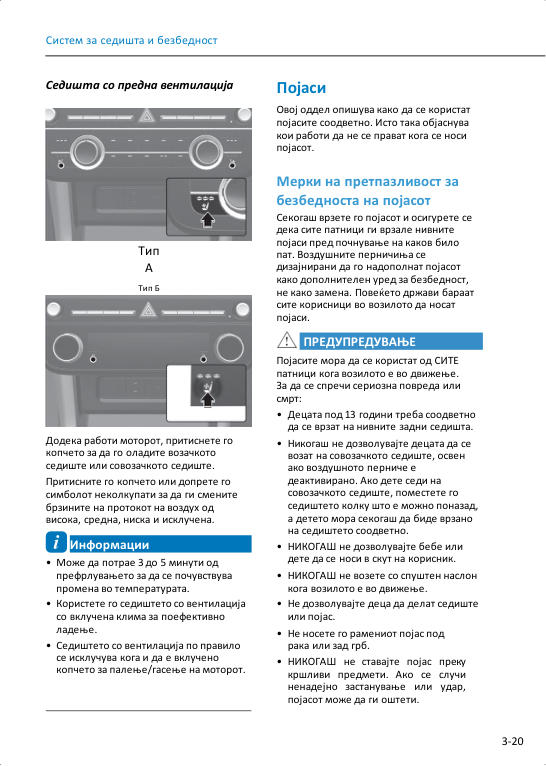 Систем за седишта и безбедност
Седишта со предна вентилација
Тип
А
Тип Б
Додека работи моторот, притиснете го
копчето за да го оладите возачкото
седиште или совозачкото седиште.
Притисните го копчето или допрете го
симболот неколкупати за да ги смените
брзините на протокот на воздух од
висока, средна, ниска и исклучена.
i Информации
• Може да потрае 3 до 5 минути од
префрлувањето за да се почувствува
промена во температурата.
• Користете го седиштето со вентилација
со вклучена клима за поефективно
ладење.
• Седиштето со вентилација по правило
се исклучува кога и да е вклучено
копчето за палење/гасење на моторот.
Појаси
Овој оддел опишува како да се користат
појасите соодветно. Исто така објаснува
кои работи да не се прават кога се носи
појасот.
Мерки на претпазливост за
безбедноста на појасот
Секогаш врзете го појасот и осигурете се
дека сите патници ги врзале нивните
појаси пред почнување на каков било
пат. Воздушните перничиња се
дизајнирани да го надополнат појасот
како дополнителен уред за безбедност,
не како замена. Повеќето држави бараат
сите корисници во возилото да носат
појаси.
ПРЕДУПРЕДУВАЊЕ
Појасите мора да се користат од СИТЕ
патници кога возилото е во движење.
За да се спречи сериозна повреда или
смрт:
• Децата под 13 години треба соодветно
да се врзат на нивните задни седишта.
• Никогаш не дозволувајте децата да се
возат на совозачкото седиште, освен
ако воздушното перниче е
деактивирано. Ако дете седи на
совозачкото седиште, поместете го
седиштето колку што е можно поназад,
а детето мора секогаш да биде врзано
на седиштето соодветно.
• НИКОГАШ не дозволувајте бебе или
дете да се носи в скут на корисник.
• НИКОГАШ не возете со спуштен наслон
кога возилото е во движење.
• Не дозволувајте деца да делат седиште
или појас.
• Не носете го рамениот појас под
рака или зад грб.
• НИКОГАШ не ставајте појас преку
кршливи предмети. Ако се случи
ненадејно застанување или удар,
појасот може да ги оштети.
3-20